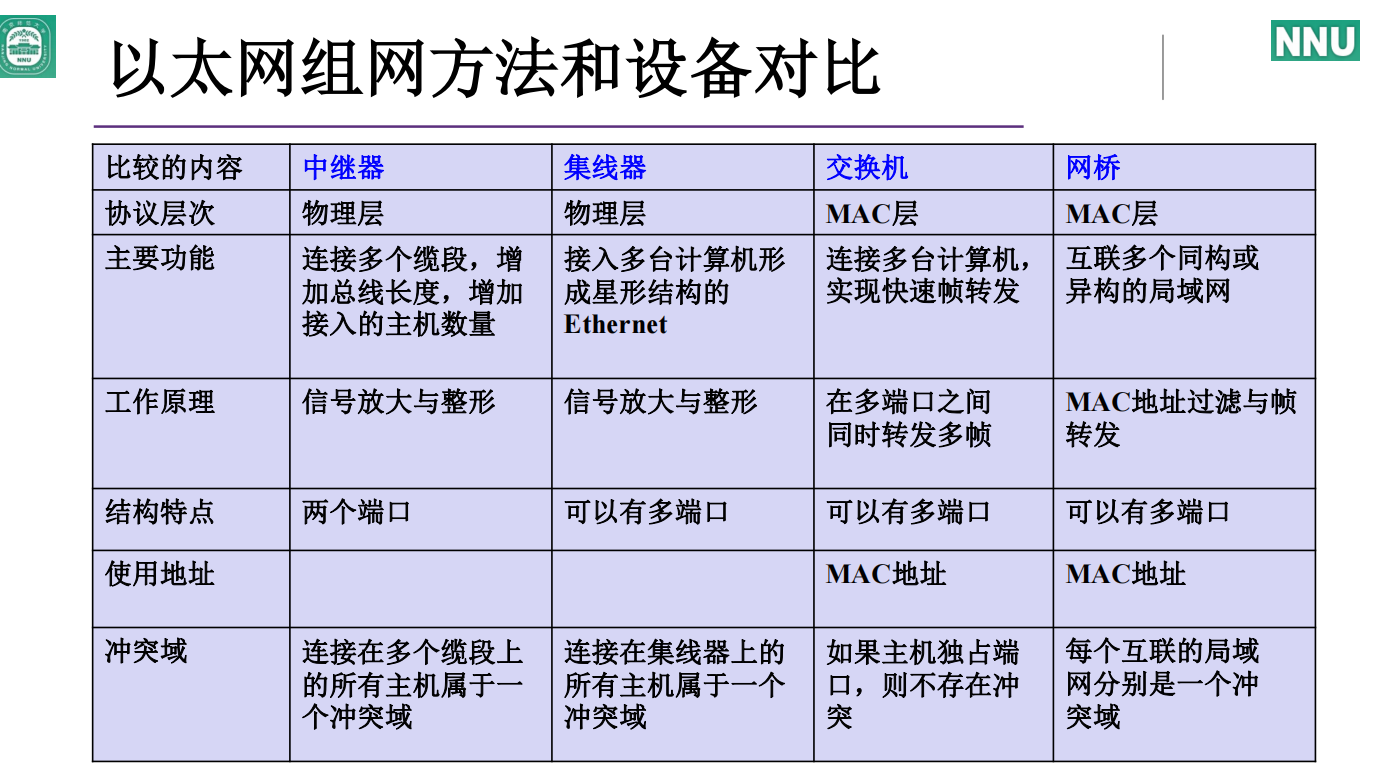 NNU
以太网组网方法和设备对比
NNU
比较的内容
中继器
集线器
交换机
网桥
协议层次
物理层
物理层
MAC层
MAC层
主要功能
连接多个缆段，增
加总线长度，增加
接入的主机数量
接入多台计算机形
成星形结构的
Ethernet
连接多台计算机，
实现快速帧转发
互联多个同构或
异构的局域网
工作原理
信号放大与整形
信号放大与整形
在多端口之间
同时转发多帧
MAC地址过滤与帧
转发
结构特点
两个端口
可以有多端口
可以有多端口
可以有多端口
使用地址
MAC地址
MAC地址
冲突域
连接在多个缆段上
的所有主机属于一
个冲突域
连接在集线器上的
所有主机属于一个
冲突域
如果主机独占端
口，则不存在冲
突
每个互联的局域
网分别是一个冲
突域